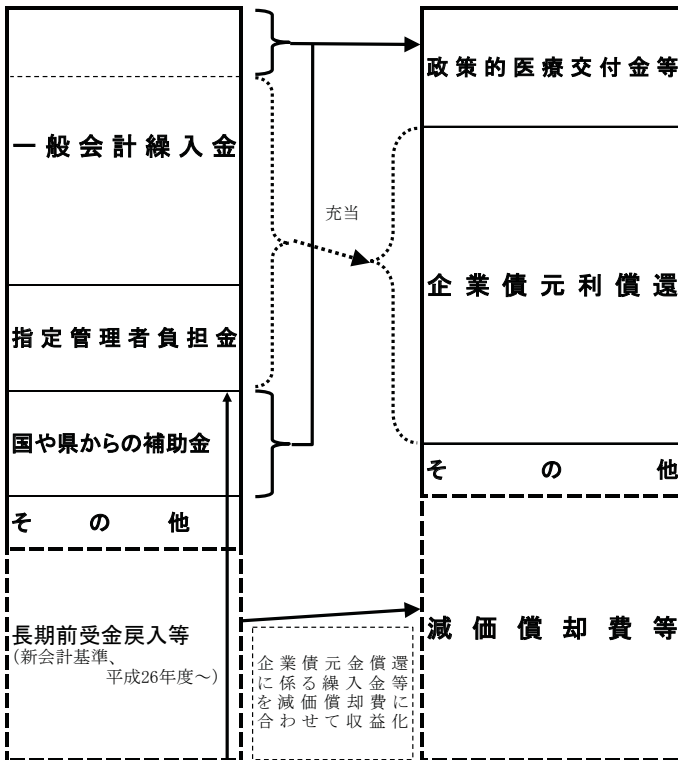 一般会計繰入金
指定管理者負担金
国や県からの補助金
その他
長期前受金戻入等
(新会計基準、
平成26年度～)
充当
企業債元金償還
に係る繰入金等
を減価償却費に
合わせて収益化
政策的医療交付金等
企業債元利償還
その他
減価償却費等